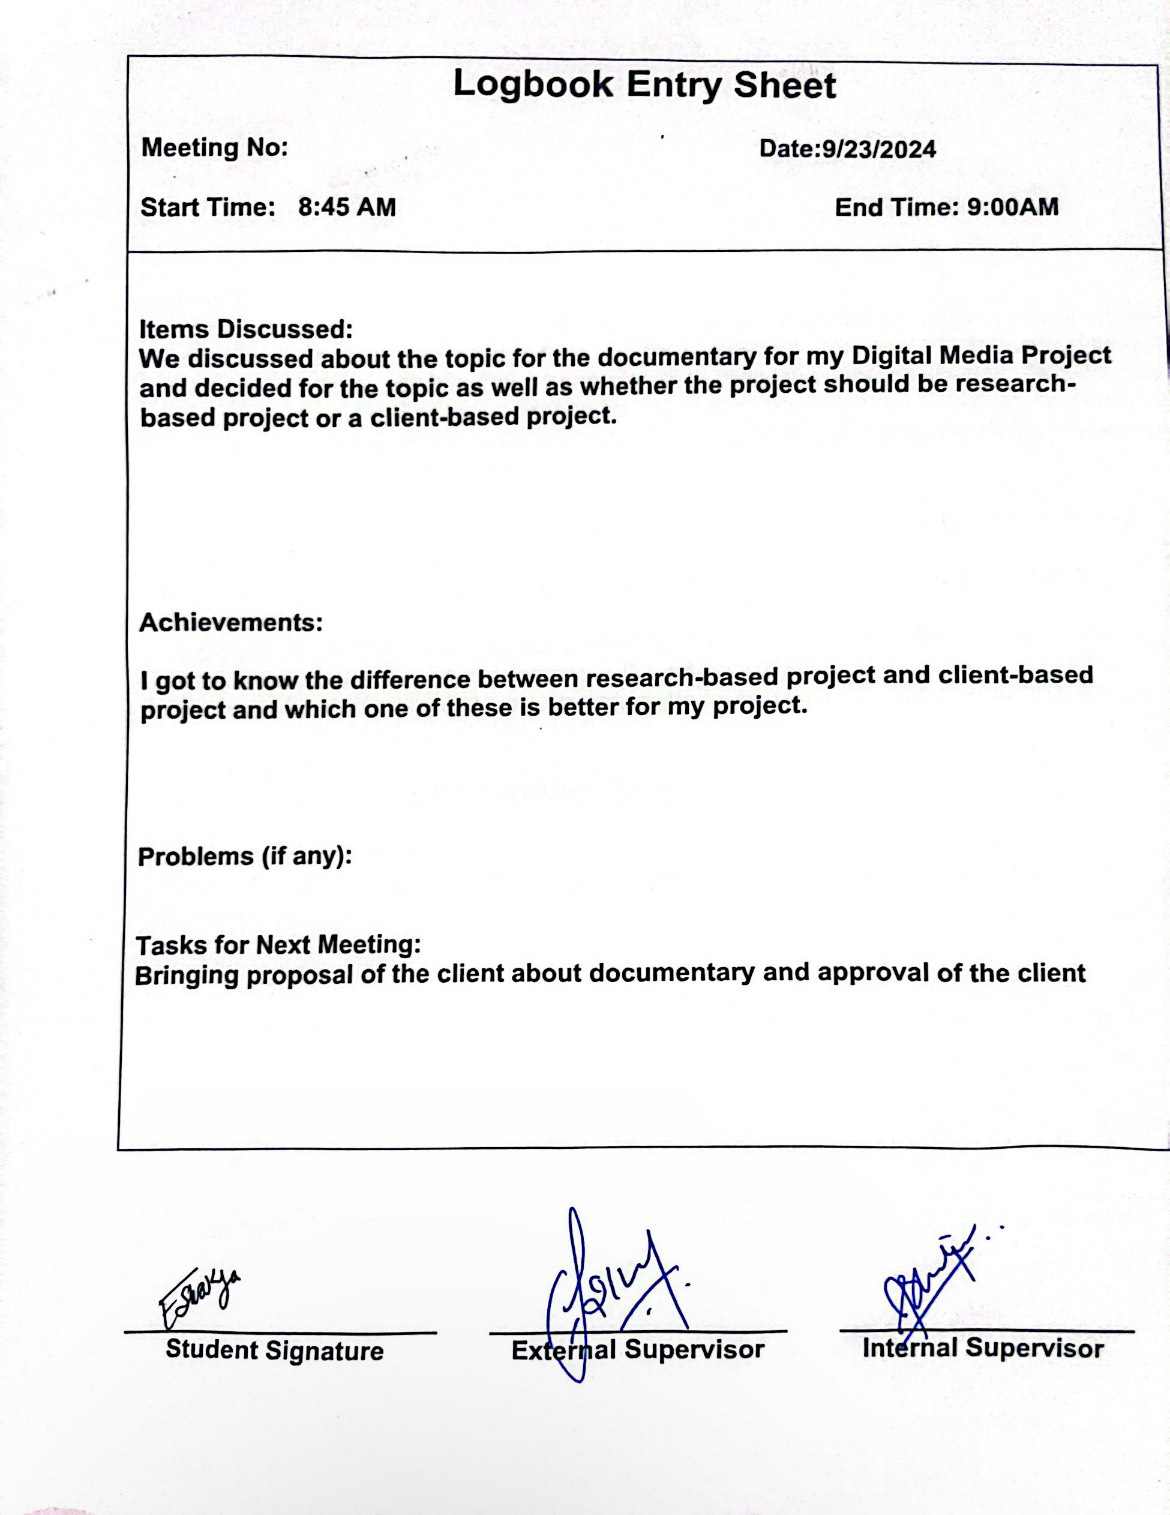 Logbook Entry Sheet
Meeting No:
Date:9/23/2024
Start Time: 8:45 AM
End Time: 9:00AM
Items Discussed:
We discussed about the topic for the documentary for my Digital Media Project
and decided for the topic as well as whether the project should be research-
based project or a client-based project.
Achievements:
I got to know the difference between research-based project and client-based
project and which one of these is better for my project.
Problems (if any):
Tasks for Next Meeting:
Bringing proposal of the client about documentary and approval of the client
Student Signature
External Supervisor
Internal Supervisor